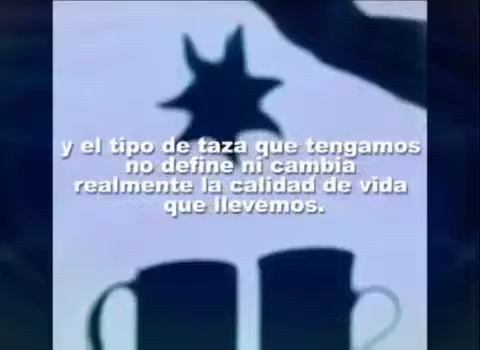 y el tipo de taza que tengamos
no define ni cambia
realmente la calidad de vida
que llevemos.